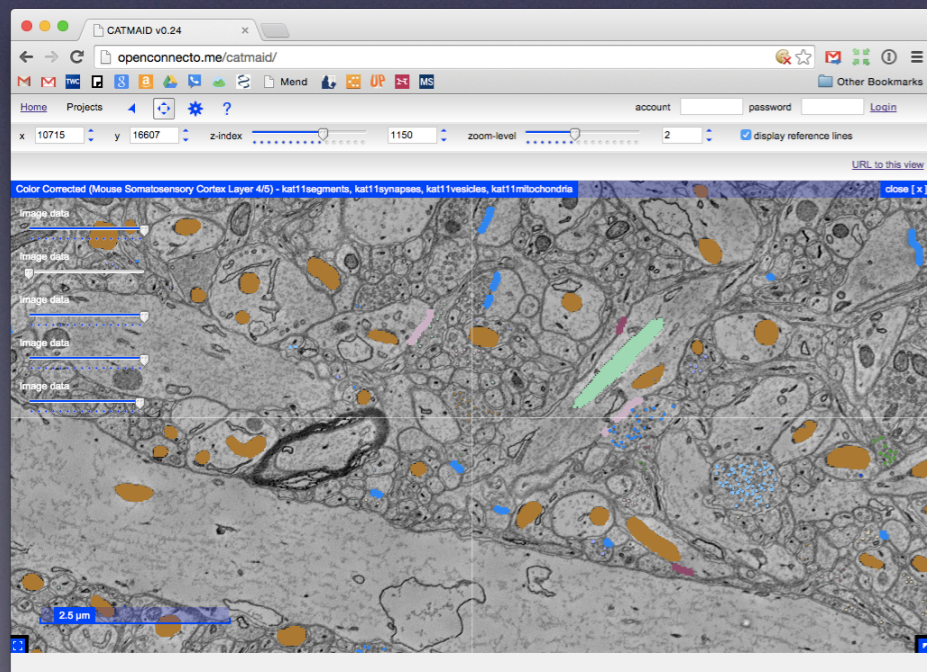 CATMAID v0.24
openconnecto.me/catmaid/
TWC Mend UP MS Other Bookmarks
Home Projects ? account password Login
x 10715 y 16607 z-index 1150 zoom-level 2 display reference lines
URL to this view
Color Corrected (Mouse Somatosensory Cortex Layer 4/5) - kat11segments, kat11synapses, kat11vesicles, kat11mitochondria close [ x ]
Image data
Image data
Image data
Image data
Image data
2.5 µm